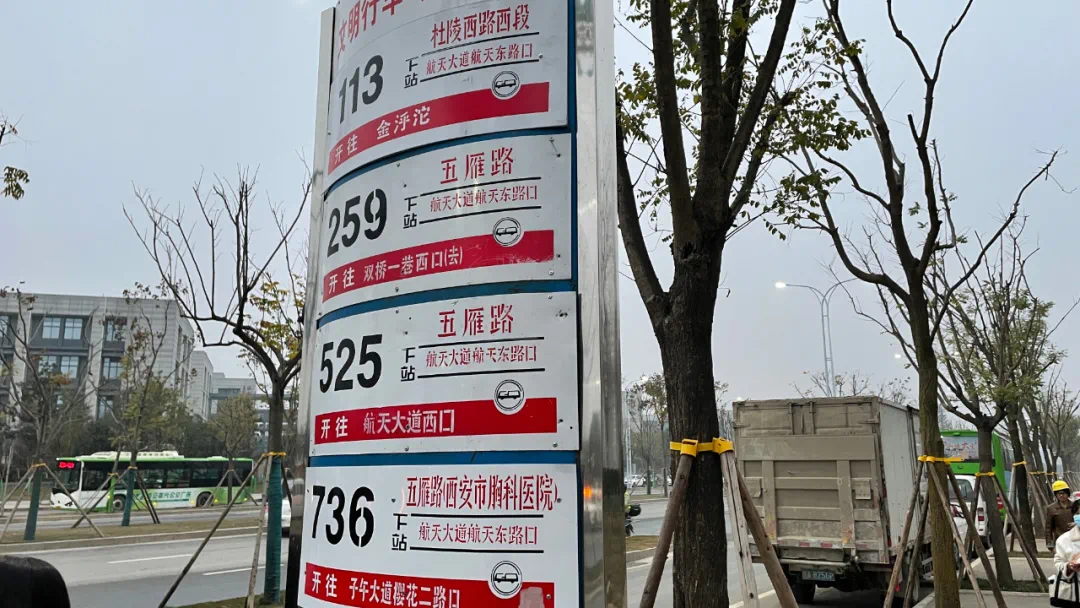 文明行车
113
杜陵西路西段
下站
航天大道航天东路口
开往 金浮沱
259
五雁路
下站
航天大道航天东路口
开往 双桥一巷西口(去)
525
五雁路
下站
航天大道航天东路口
开往 航天大道西口
736
五雁路西安市胸科医院)
下站
航天大道航天东路口
开往 子午大道樱花二路口